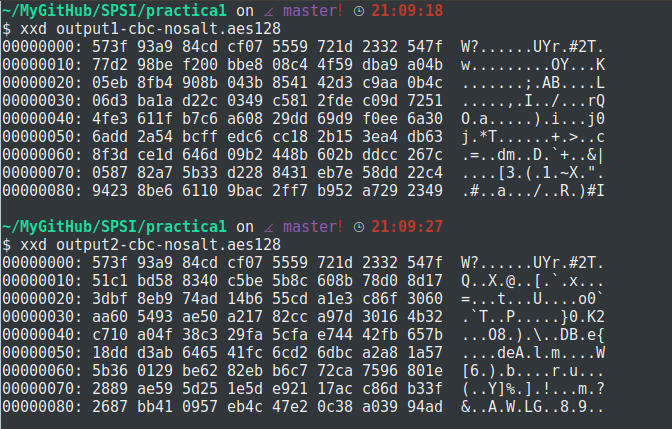 ~/MyGitHub/SPSI/practica1 on ⦡ master! ◷ 21:09:18
$ xxd output1-cbc-nosalt.aes128
00000000: 573f 93a9 84cd cf07 5559 721d 2332 547f  W?......UYr.#2T.
00000010: 77d2 98be f200 bbe8 08c4 4f59 dba9 a04b  w.........OY...K
00000020: 05eb 8fb4 908b 043b 8541 42d3 c9aa 0b4c  .......;.AB....L
00000030: 06d3 ba1a d22c 0349 c581 2fde c09d 7251  .....,.I../...rQ
00000040: 4fe3 611f b7c6 a608 29dd 69d9 f0ee 6a30  O.a.....).i...j0
00000050: 6add 2a54 bcff edc6 cc18 2b15 3ea4 db63  j.*T......+.>..c
00000060: 8f3d ce1d 646d 09b2 448b 602b ddcc 267c  .=..dm..D.`+..&|
00000070: 0587 82a7 5b33 d228 8431 eb7e 58dd 22c4  ....[3.(.1.~X.".
00000080: 9423 8be6 6110 9bac 2ff7 b952 a729 2349  .#..a.../..R.)#I
~/MyGitHub/SPSI/practica1 on ⦡ master! ◷ 21:09:27
$ xxd output2-cbc-nosalt.aes128
00000000: 573f 93a9 84cd cf07 5559 721d 2332 547f  W?......UYr.#2T.
00000010: 51c1 bd58 8340 c5be 5b8c 608b 78d0 8d17  Q..X.@..[.`.x...
00000020: 3dbf 8eb9 74ad 14b6 55cd a1e3 c86f 3060  =...t...U....o0`
00000030: aa60 5493 ae50 a217 82cc a97d 3016 4b32  .`T..P.....}0.K2
00000040: c710 a04f 38c3 29fa 5cfa e744 42fb 657b  ...O8.).\..DB.e{
00000050: 18dd d3ab 6465 41fc 6cd2 6dbc a2a8 1a57  ....deA.l.m....W
00000060: 5b36 0129 be62 82eb b6c7 72ca 7596 801e  [6.).b....r.u...
00000070: 2889 ae59 5d25 1e5d e921 17ac c86d b33f  (..Y]%.].!...m.?
00000080: 2687 bb41 0957 eb4c 47e2 0c38 a039 94ad  &..A.W.LG..8.9..